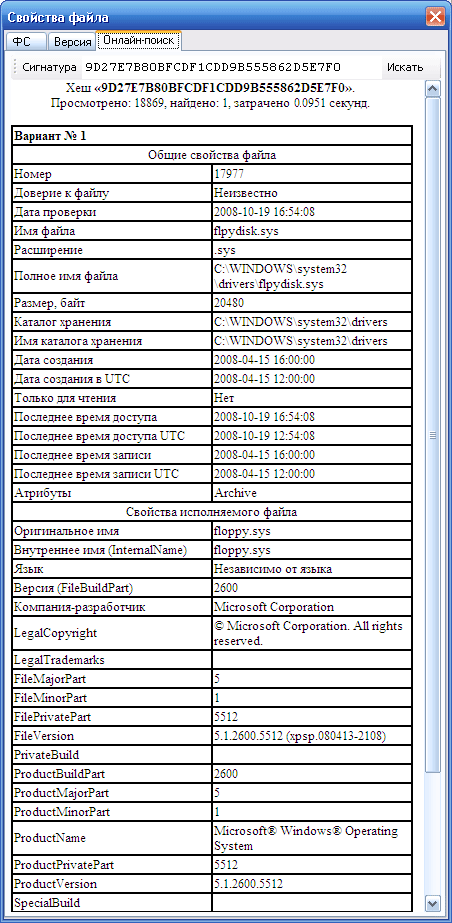 Свойства файла
ФС Версия Онлайн-поиск
Сигнатура 9D27E7B80BFCDF1CDD9B555862D5E7F0 Искать
Хеш «9D27E7B80BFCDF1CDD9B555862D5E7F0».
Просмотрено: 18869, найдено: 1, затрачено 0.0951 секунд.
Вариант № 1
Общие свойства файла
Номер 17977
Доверие к файлу Неизвестно
Дата проверки 2008-10-19 16:54:08
Имя файла flpydisk.sys
Расширение .sys
Полное имя файла C:\WINDOWS\system32
\drivers\flpydisk.sys
Размер, байт 20480
Каталог хранения C:\WINDOWS\system32\drivers
Имя каталога хранения C:\WINDOWS\system32\drivers
Дата создания 2008-04-15 16:00:00
Дата создания в UTC 2008-04-15 12:00:00
Только для чтения Нет
Последнее время доступа 2008-10-19 16:54:08
Последнее время доступа UTC 2008-10-19 12:54:08
Последнее время записи 2008-04-15 16:00:00
Последнее время записи UTC 2008-04-15 12:00:00
Атрибуты Archive
Свойства исполняемого файла
Оригинальное имя floppy.sys
Внутреннее имя (InternalName) floppy.sys
Язык Независимо от языка
Версия (FileBuildPart) 2600
Компания-разработчик Microsoft Corporation
LegalCopyright © Microsoft Corporation. All rights
reserved.
LegalTrademarks
FileMajorPart 5
FileMinorPart 1
FilePrivatePart 5512
FileVersion 5.1.2600.5512 (xpsp.080413-2108)
PrivateBuild
ProductBuildPart 2600
ProductMajorPart 5
ProductMinorPart 1
ProductName Microsoft® Windows® Operating
System
ProductPrivatePart 5512
ProductVersion 5.1.2600.5512
SpecialBuild